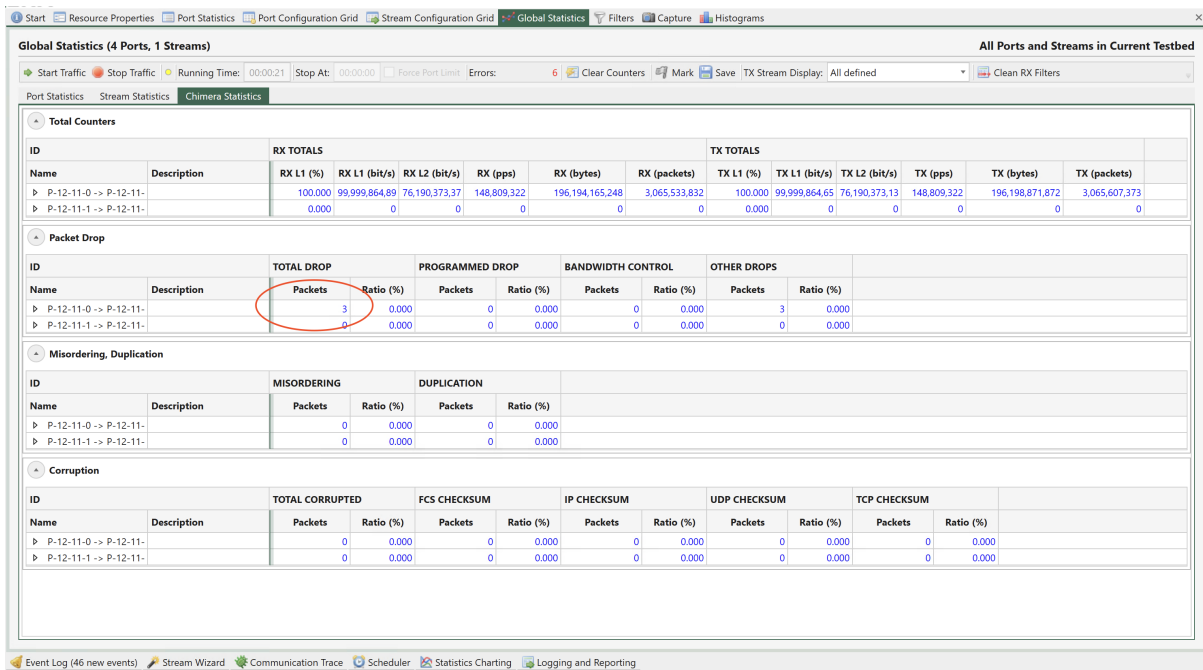 Start Resource Properties Port Statistics Port Configuration Grid Stream Configuration Grid Global Statistics Filters Capture Histograms
Global Statistics (4 Ports, 1 Streams) All Ports and Streams in Current Testbed
Start Traffic Stop Traffic Running Time: 00:00:21 Stop At: 00:00:00 Force Port Limit Errors: 6 Clear Counters Mark Save TX Stream Display: All defined Clean RX Filters
Port Statistics Stream Statistics Chimera Statistics
Total Counters
ID RX TOTALS TX TOTALS
Name Description RX L1 (%) RX L1 (bit/s) RX L2 (bit/s) RX (pps) RX (bytes) RX (packets) TX L1 (%) TX L1 (bit/s) TX L2 (bit/s) TX (pps) TX (bytes) TX (packets)
P-12-11-0 -> P-12-11- 100.000 99,999,864,89 76,190,373,37 148,809,322 196,194,165,248 3,065,533,832 100.000 99,999,864,65 76,190,373,13 148,809,322 196,198,871,872 3,065,607,373
P-12-11-1 -> P-12-11- 0.000 0 0 0 0 0 0.000 0 0 0 0 0
Packet Drop
ID TOTAL DROP PROGRAMMED DROP BANDWIDTH CONTROL OTHER DROPS
Name Description Packets Ratio (%) Packets Ratio (%) Packets Ratio (%) Packets Ratio (%)
P-12-11-0 -> P-12-11- 3 0.000 0 0.000 0 0.000 3 0.000
P-12-11-1 -> P-12-11- 0 0.000 0 0.000 0 0.000 0 0.000
Misordering, Duplication
ID MISORDERING DUPLICATION
Name Description Packets Ratio (%) Packets Ratio (%)
P-12-11-0 -> P-12-11- 0 0.000 0 0.000
P-12-11-1 -> P-12-11- 0 0.000 0 0.000
Corruption
ID TOTAL CORRUPTED FCS CHECKSUM IP CHECKSUM UDP CHECKSUM TCP CHECKSUM
Name Description Packets Ratio (%) Packets Ratio (%) Packets Ratio (%) Packets Ratio (%) Packets Ratio (%)
P-12-11-0 -> P-12-11- 0 0.000 0 0.000 0 0.000 0 0.000 0 0.000
P-12-11-1 -> P-12-11- 0 0.000 0 0.000 0 0.000 0 0.000 0 0.000
Event Log (46 new events) Stream Wizard Communication Trace Scheduler Statistics Charting Logging and Reporting